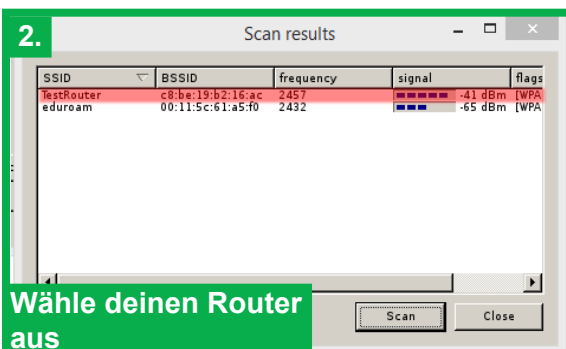 2.
Scan results
SSID BSSID frequency signal flags
TestRouter c8:be:19:b2:16:ac 2457 -41 dBm [WPA
eduroam 00:11:5c:61:a5:f0 2432 -65 dBm [WPA
Wähle deinen Router
aus
Scan Close